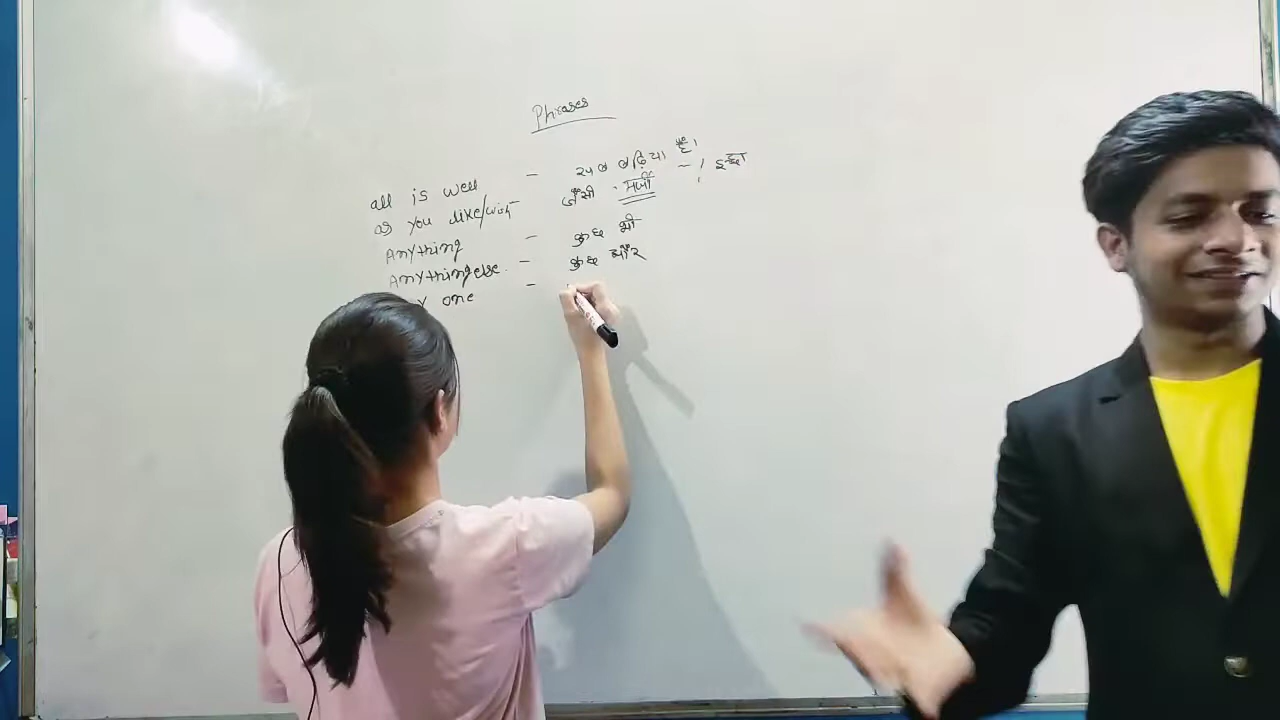 Phrases
all is well - सब बढ़िया है।
as you like/wish - जैसी मर्जी - / इच्छा
Anything - कुछ भी
Anything else. - कुछ और
one -